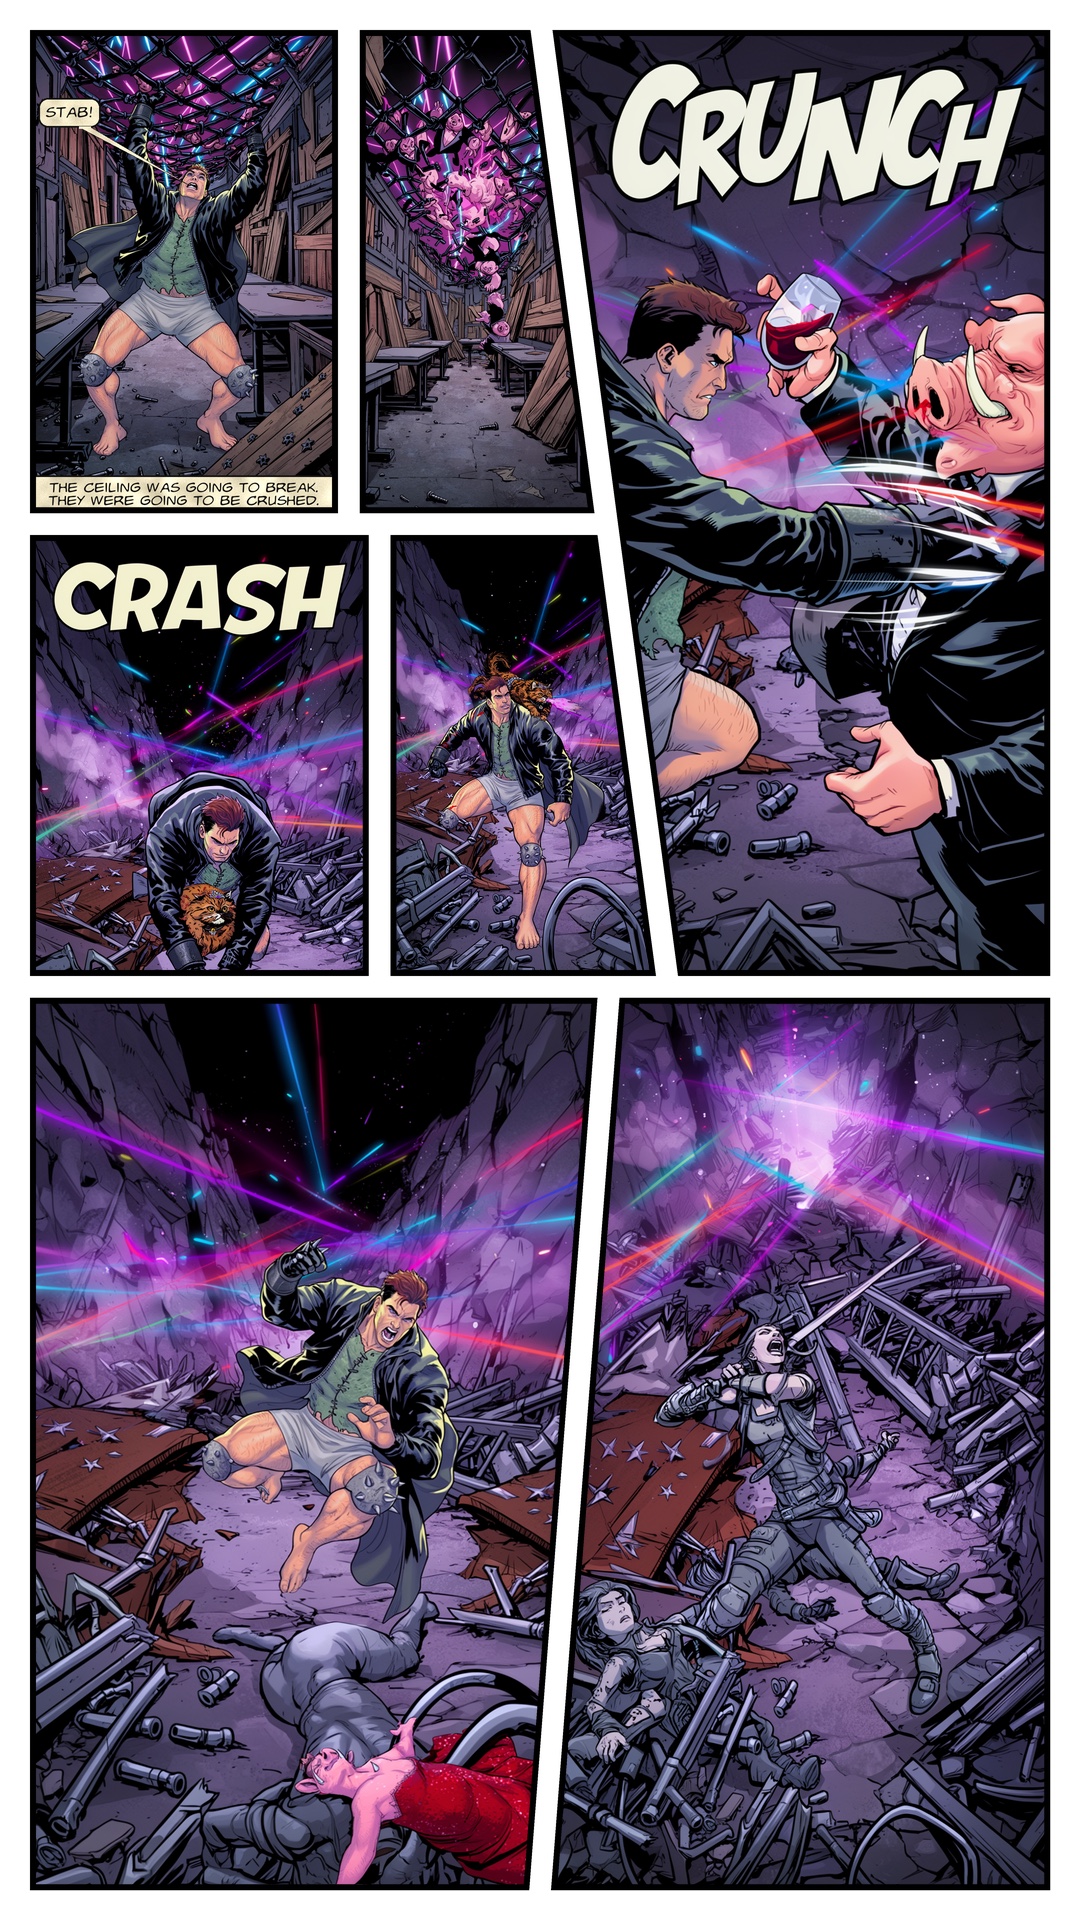 STAB!
THE CEILING WAS GOING TO BREAK.
THEY WERE GOING TO BE CRUSHED.
CRUNCH
CRASH